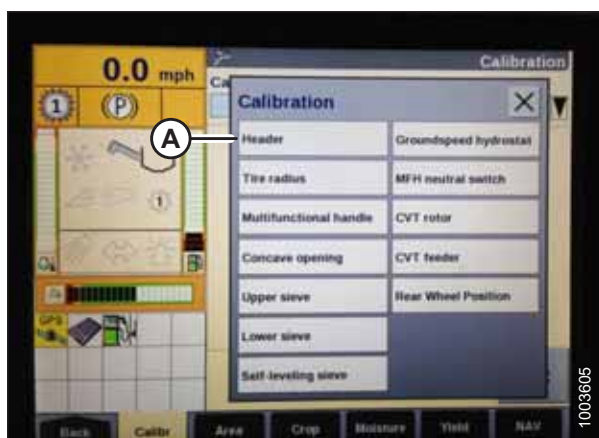 0.0 mph
Calibration
Ca
1
(P)
Calibration
A
Header
Groundspeed hydrostat
Tire radius
MFH neutral switch
Multifunctional handle
CVT rotor
1
Concave opening
CVT feeder
Upper sieve
Rear Wheel Position
GPS
Lower sieve
Self-leveling sieve
Back
Calibr
Area
Crop
Moisture
Yield
NAV
1003605